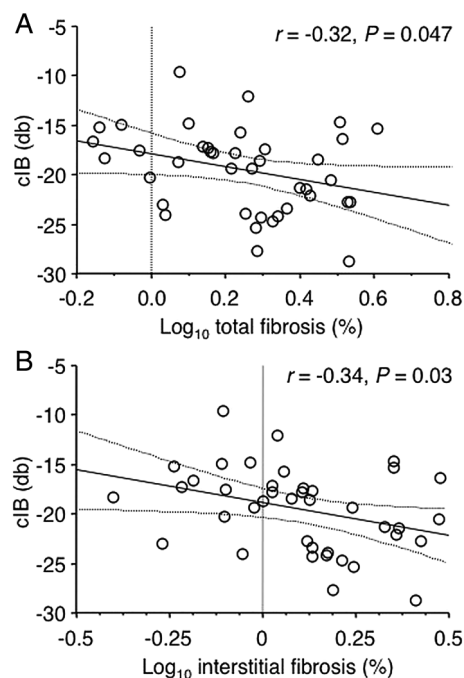 A
r = -0.32, P = 0.047
cIB (db)
-5
-10
-15
-20
-25
-30
-0.2 0.0 0.2 0.4 0.6 0.8
Log₁₀ total fibrosis (%)
B
r = -0.34, P = 0.03
cIB (db)
-5
-10
-15
-20
-25
-30
-0.5 -0.25 0 0.25 0.5
Log₁₀ interstitial fibrosis (%)